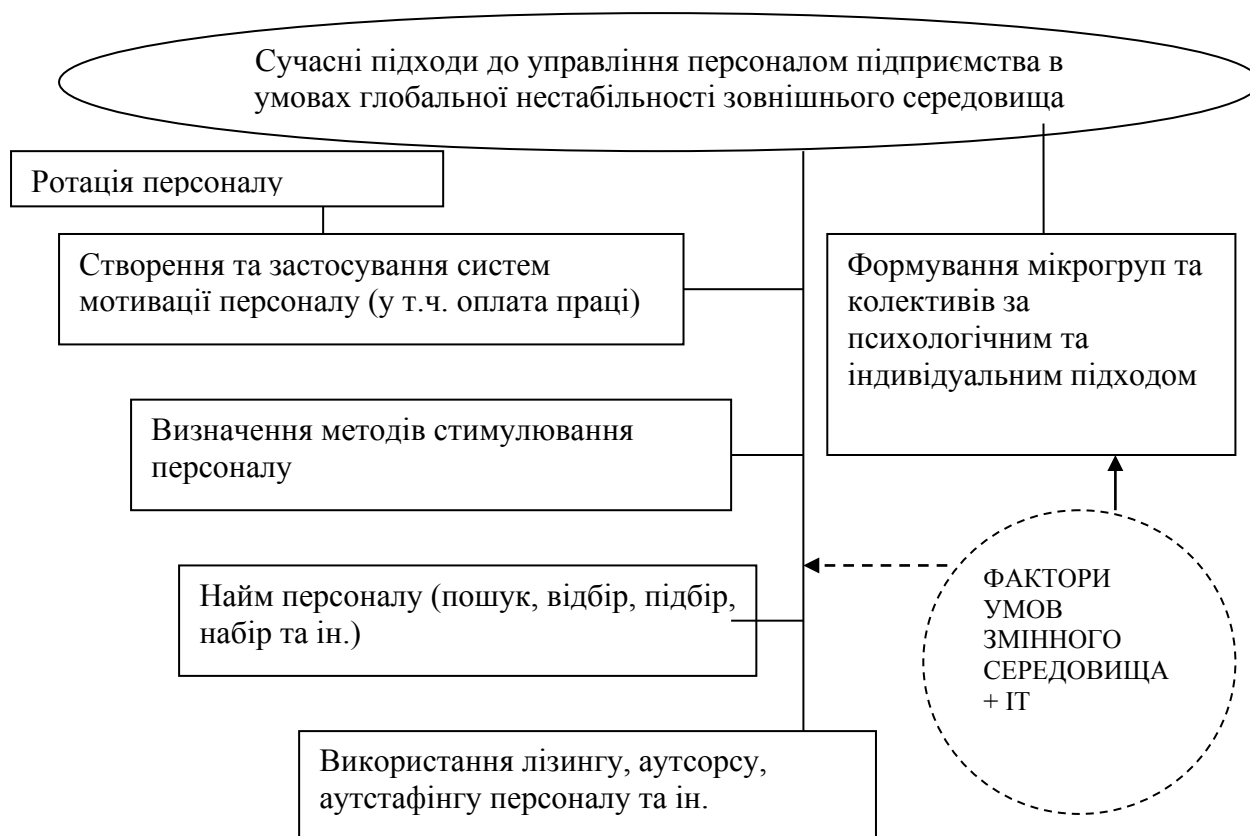 Сучасні підходи до управління персоналом підприємства в
умовах глобальної нестабільності зовнішнього середовища
Ротація персоналу
Створення та застосування систем
мотивації персоналу (у т.ч. оплата праці)
Формування мікрогруп та
колективів за
психологічним та
індивідуальним підходом
Визначення методів стимулювання
персоналу
Найм персоналу (пошук, відбір, підбір,
набір та ін.)
ФАКТОРИ
УМОВ
ЗМІННОГО
СЕРЕДОВИЩА
+ ІТ
Використання лізингу, аутсорсу,
аутстафінгу персоналу та ін.